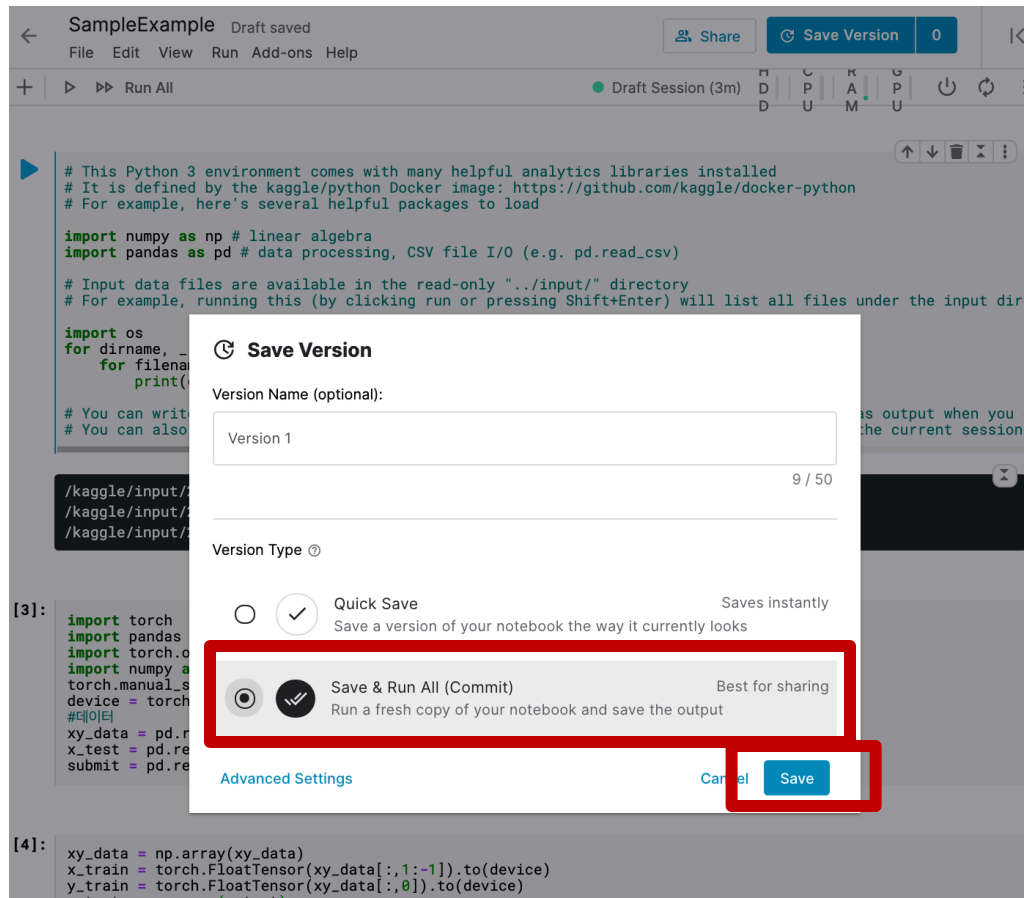 SampleExample Draft saved
File Edit View Run Add-ons Help
Share
Save Version 0
Run All
Draft Session (3m)
HDD
CPU
RAM
GPU
# This Python 3 environment comes with many helpful analytics libraries installed
# It is defined by the kaggle/python Docker image: https://github.com/kaggle/docker-python
# For example, here's several helpful packages to load
import numpy as np # linear algebra
import pandas as pd # data processing, CSV file I/O (e.g. pd.read_csv)
# Input data files are available in the read-only "../input/" directory
# For example, running this (by clicking run or pressing Shift+Enter) will list all files under the input dir
import os
for dirname, _
for filena
print(
# You can writ
as output when you
# You can also
the current session
/kaggle/input/
/kaggle/input/
/kaggle/input/
Save Version
Version Name (optional):
Version 1
9 / 50
Version Type
Quick Save
Saves instantly
Save a version of your notebook the way it currently looks
Save & Run All (Commit)
Best for sharing
Run a fresh copy of your notebook and save the output
Advanced Settings
Cancel
Save
[3]:
import torch
import pandas
import torch.o
import numpy a
torch.manual_s
device = torch
#데이터
xy_data = pd.r
x_test = pd.re
submit = pd.re
[4]:
xy_data = np.array(xy_data)
x_train = torch.FloatTensor(xy_data[:,1:-1]).to(device)
y_train = torch.FloatTensor(xy_data[:,0]).to(device)